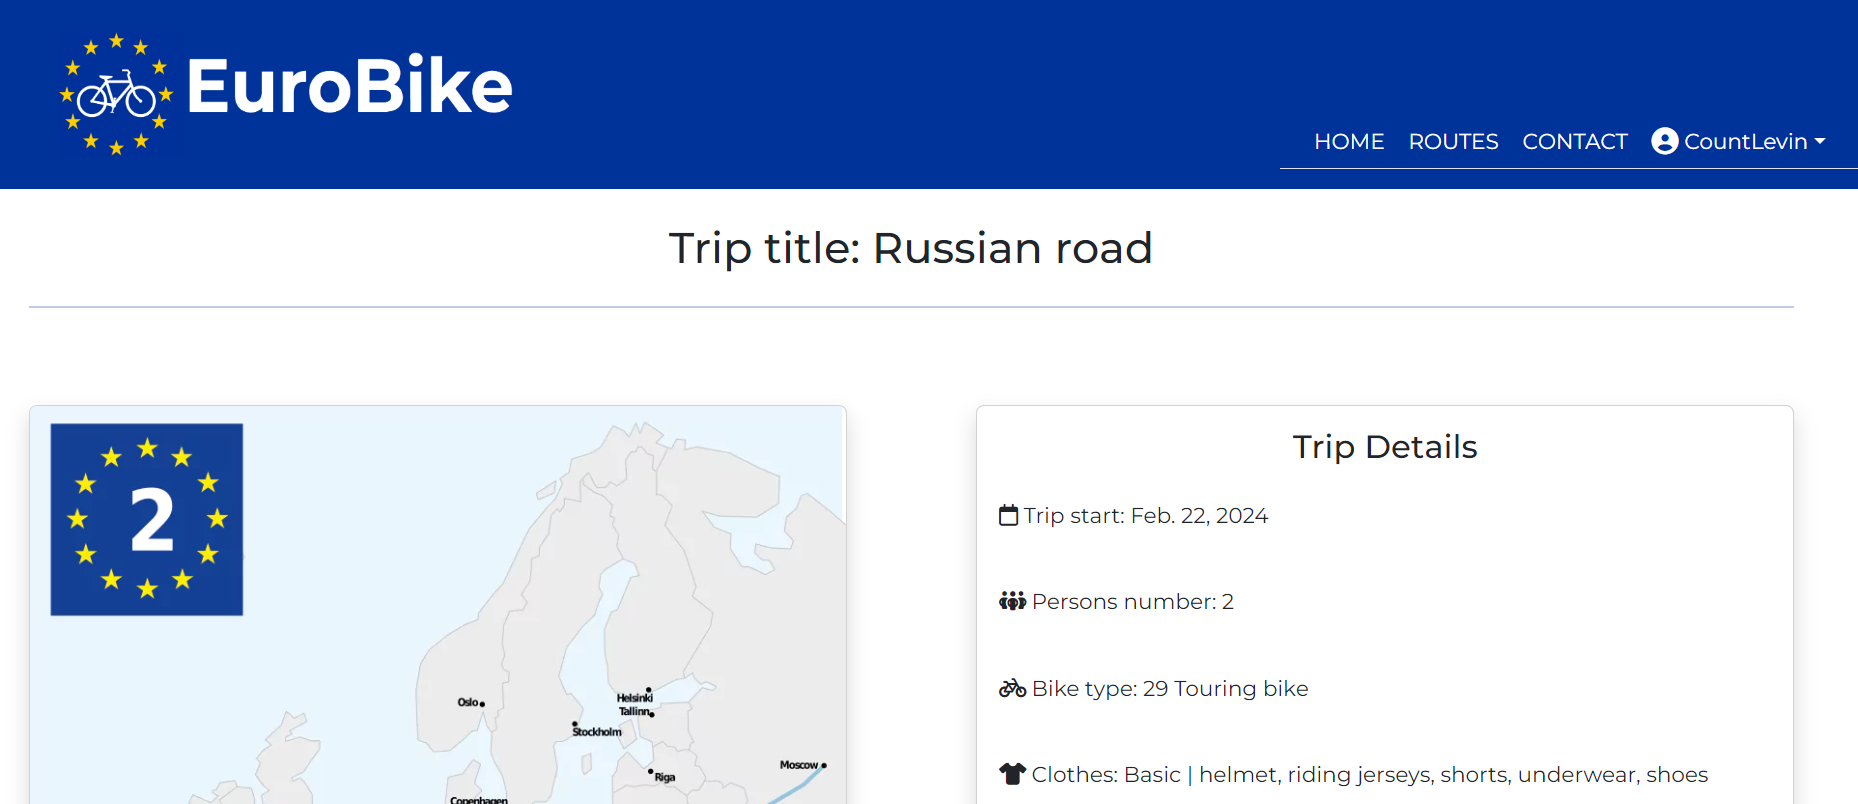 EuroBike
HOME ROUTES CONTACT CountLevin
Trip title: Russian road
2
Oslo
Helsinki
Tallinn
Stockholm
Moscow
Riga
Copenhagen
Trip Details
Trip start: Feb. 22, 2024
Persons number: 2
Bike type: 29 Touring bike
Clothes: Basic | helmet, riding jerseys, shorts, underwear, shoes